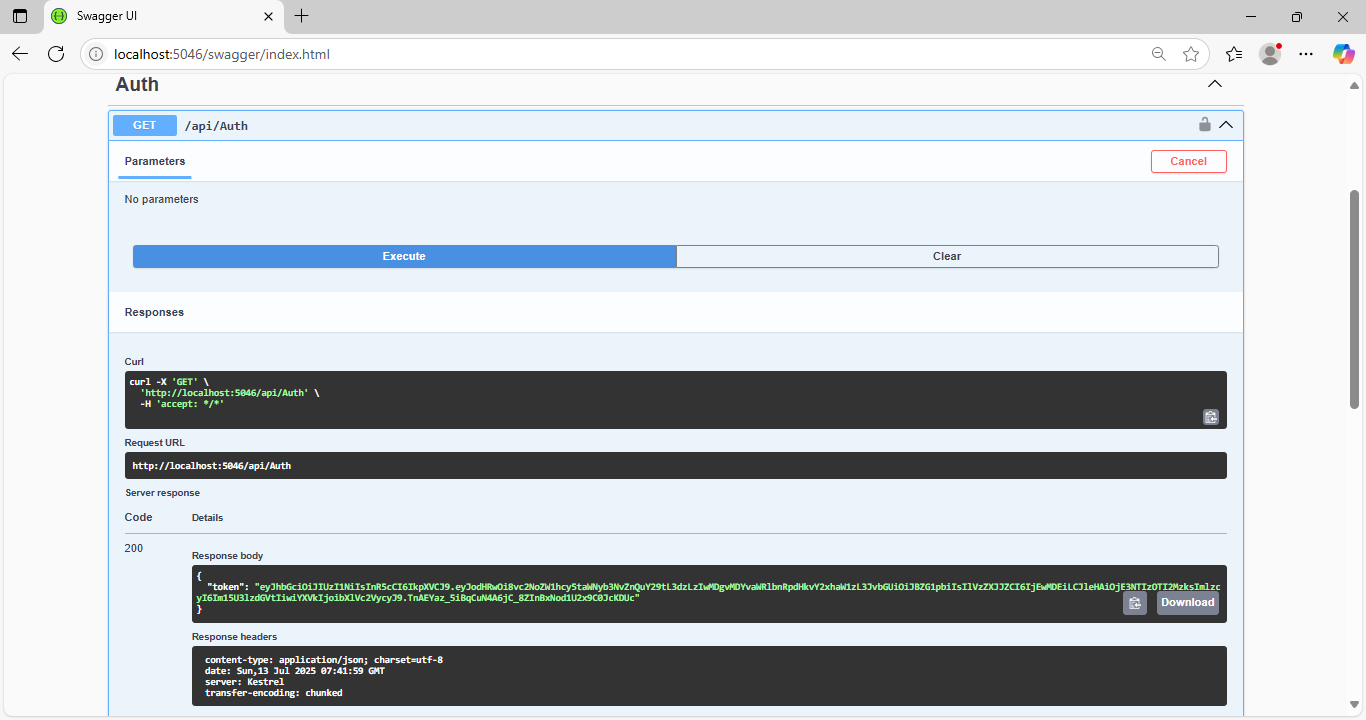 Swagger UI
localhost:5046/swagger/index.html
Auth
GET /api/Auth
Parameters
Cancel
No parameters
Execute
Clear
Responses
Curl
curl -X 'GET' \
'http://localhost:5046/api/Auth' \
-H 'accept: */*'
Request URL
http://localhost:5046/api/Auth
Server response
Code Details
200
Response body
{
"token":
}
Download
Response headers
content-type: application/json; charset=utf-8
date: Sun,13 Jul 2025 07:41:59 GMT
server: Kestrel
transfer-encoding: chunked